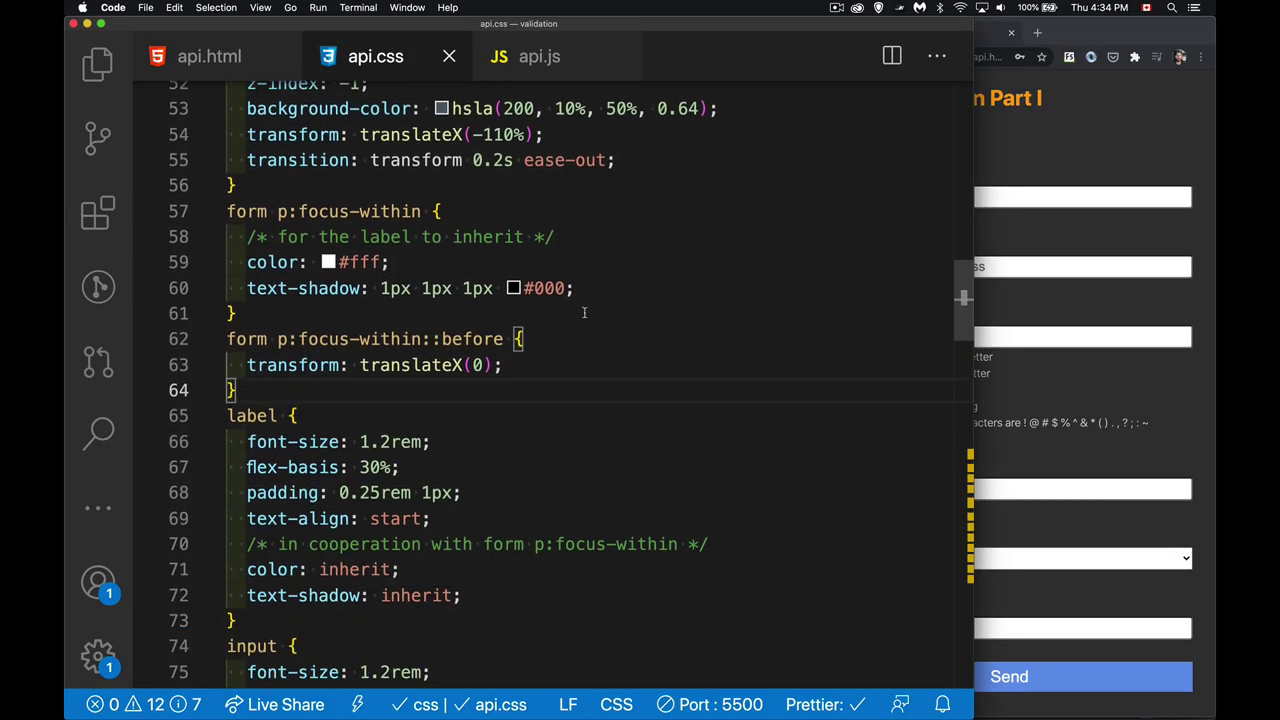 Code File Edit Selection View Go Run Terminal Window Help 100% Thu 4:34 PM
api.css — validation
api.html api.css JS api.js
api.h...
n Part I
52 z-index: -1;
53 background-color: hsla(200, 10%, 50%, 0.64);
54 transform: translateX(-110%);
55 transition: transform 0.2s ease-out;
56 }
57 form p:focus-within {
58 /* for the label to inherit */
59 color: #fff;
60 text-shadow: 1px 1px 1px #000;
61 }
62 form p:focus-within::before {
63 transform: translateX(0);
64 }
65 label {
66 font-size: 1.2rem;
67 flex-basis: 30%;
68 padding: 0.25rem 1px;
69 text-align: start;
70 /* in cooperation with form p:focus-within */
71 color: inherit;
72 text-shadow: inherit;
73 }
74 input {
75 font-size: 1.2rem;
ss
etter
etter
g
acters are ! @ # $ % ^ & * ( ) . , ? ; : ~
Send
1
1
0 12 7 Live Share css | api.css LF CSS Port : 5500 Prettier: